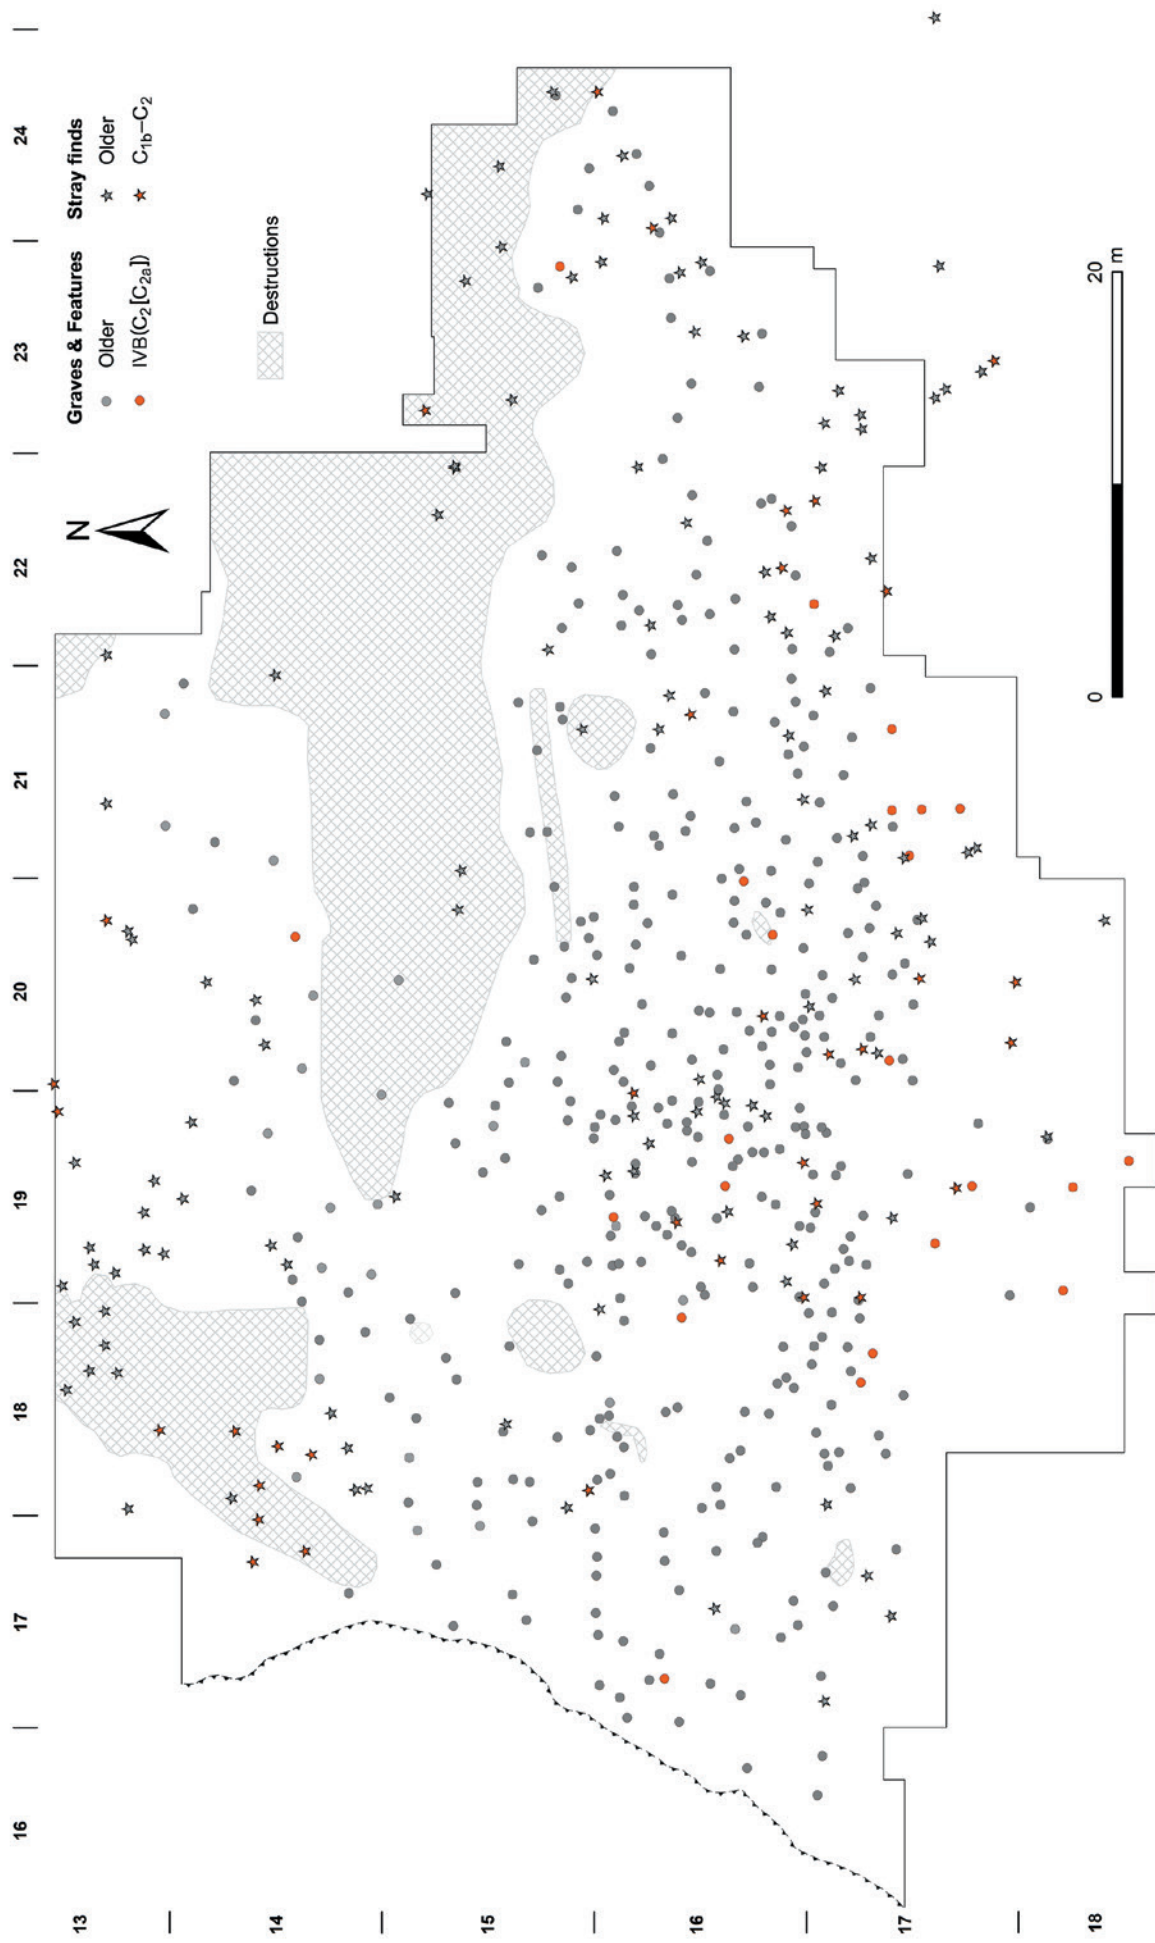 16 17 18 19 20 21 22 23 24
13
14
15
16
17
18
N
Graves & Features Stray finds
Older Older
IVB(C₂[C₂ₐ]) C₁b–C₂
Destructions
0 20 m